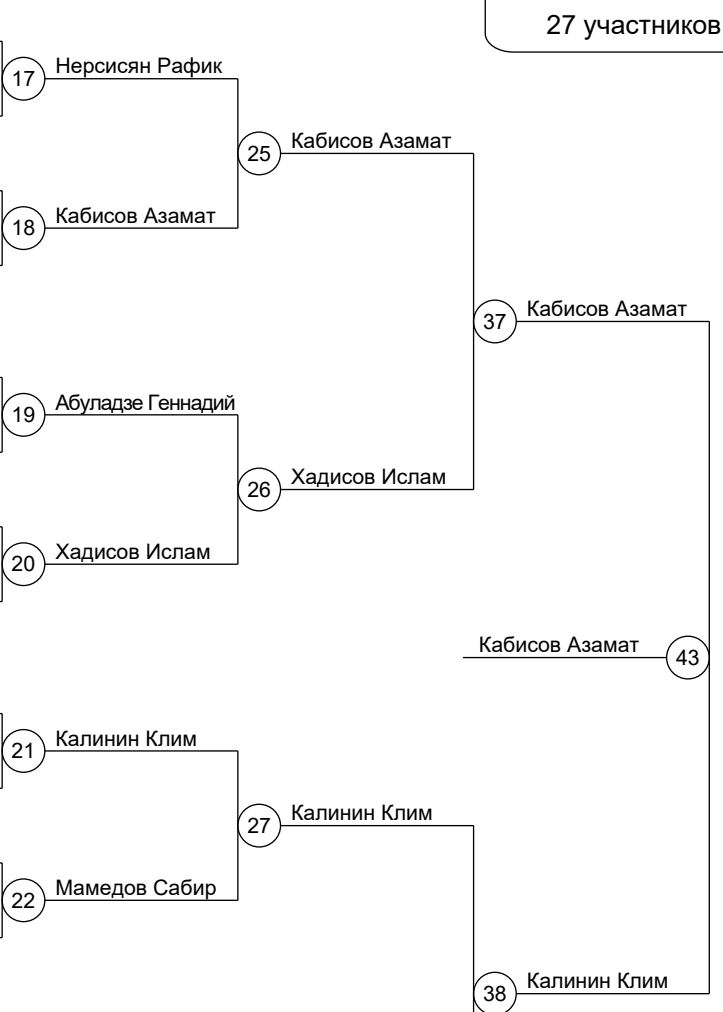 27 участников
17 Нерсисян Рафик
25 Кабисов Азамат
18 Кабисов Азамат
37 Кабисов Азамат
19 Абуладзе Геннадий
26 Хадисов Ислам
20 Хадисов Ислам
Кабисов Азамат 43
21 Калинин Клим
27 Калинин Клим
22 Мамедов Сабир
38 Калинин Клим